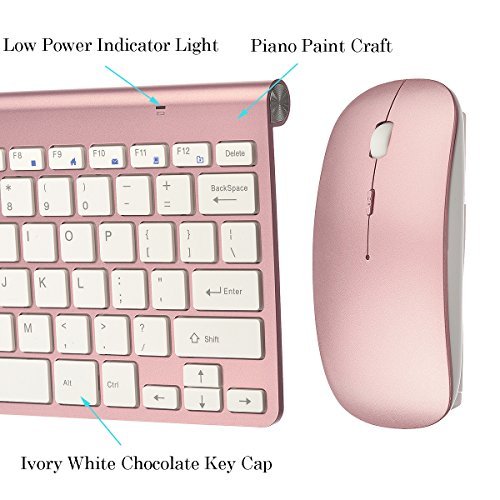 Low Power Indicator Light
Piano Paint Craft
F8 F9 F10 F11 F12 Delete
* ( ) _ + BackSpace
8 9 0 - =
I O P { } |
[ ] \
K L : " Enter
; '
M < > ? Shift
, . /
Alt Ctrl ← ↑ ↓ →
Ivory White Chocolate Key Cap